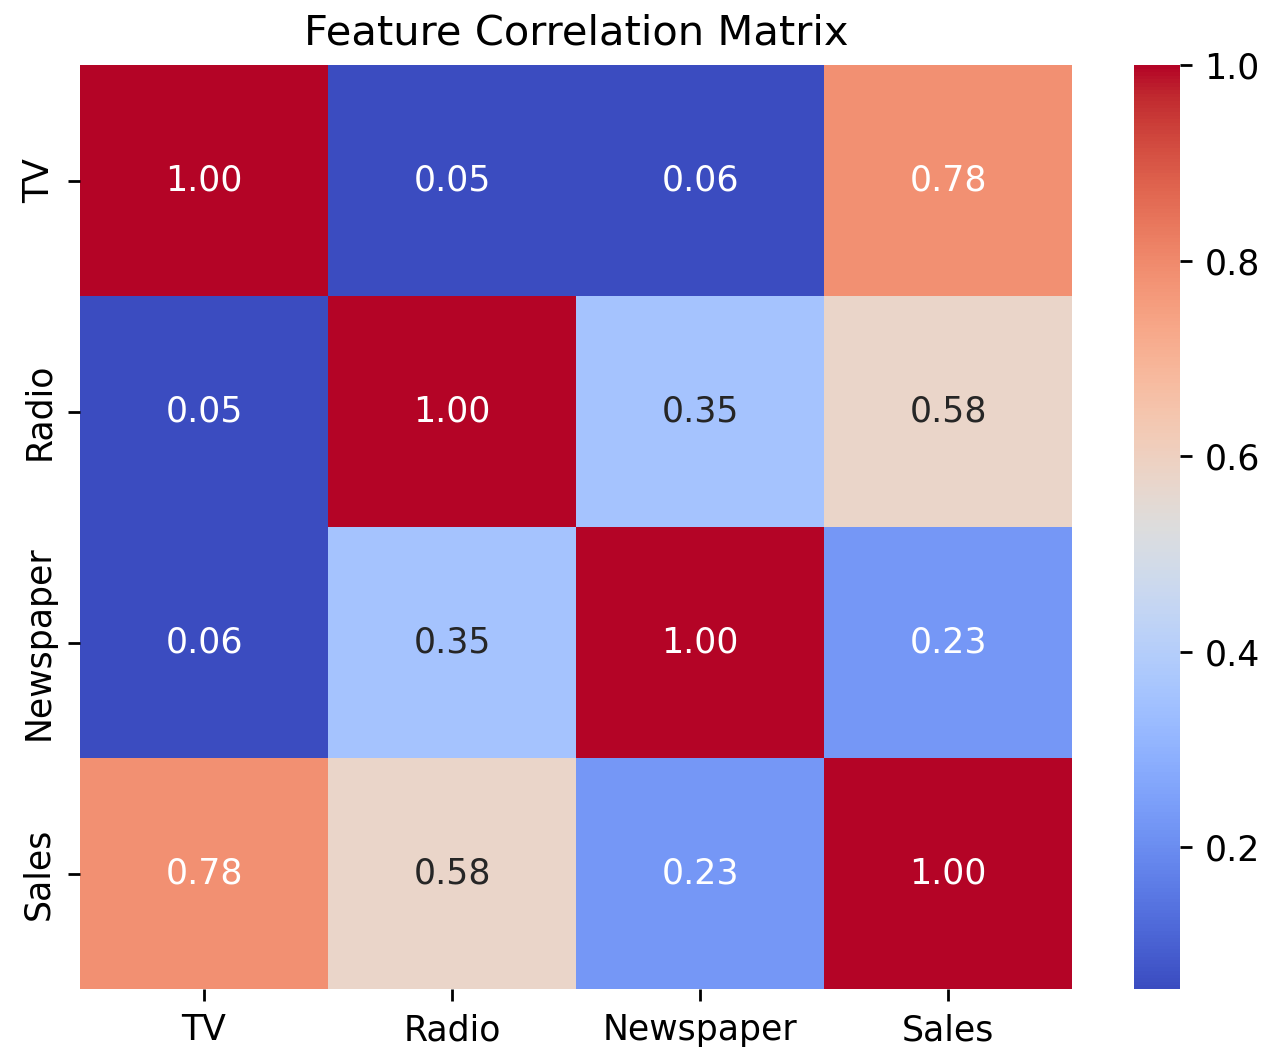 Feature Correlation Matrix
TV 1.00 0.05 0.06 0.78
Radio 0.05 1.00 0.35 0.58
Newspaper 0.06 0.35 1.00 0.23
Sales 0.78 0.58 0.23 1.00
TV Radio Newspaper Sales
1.0
0.8
0.6
0.4
0.2